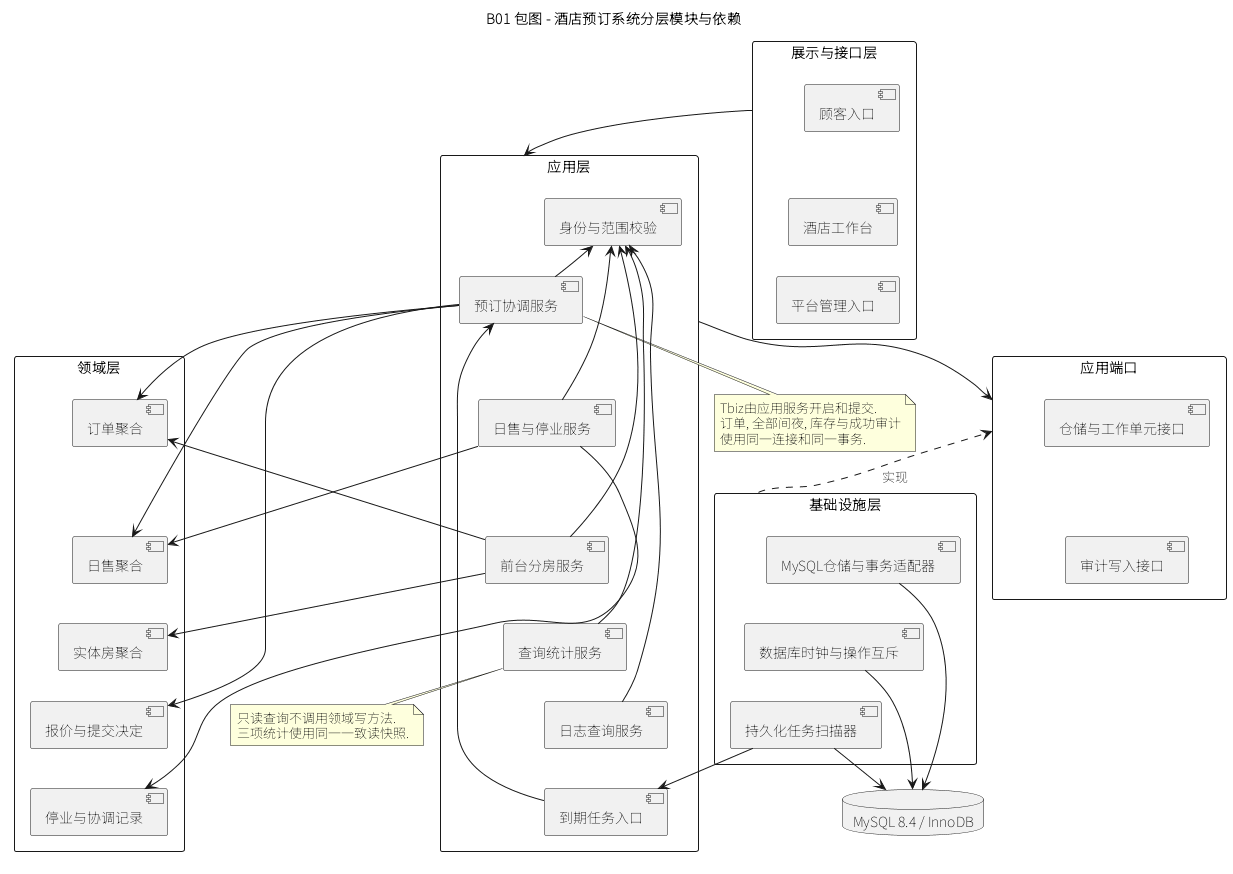 B01 包图 - 酒店预订系统分层模块与依赖
展示与接口层
顾客入口
酒店工作台
平台管理入口
应用层
身份与范围校验
预订协调服务
日售与停业服务
前台分房服务
查询统计服务
日志查询服务
到期任务入口
领域层
订单聚合
日售聚合
实体房聚合
报价与提交决定
停业与协调记录
应用端口
仓储与工作单元接口
审计写入接口
Tbiz由应用服务开启和提交.
订单, 全部间夜, 库存与成功审计
使用同一连接和同一事务.
实现
基础设施层
MySQL仓储与事务适配器
数据库时钟与操作互斥
持久化任务扫描器
只读查询不调用领域写方法.
三项统计使用同一一致读快照.
MySQL 8.4 / InnoDB